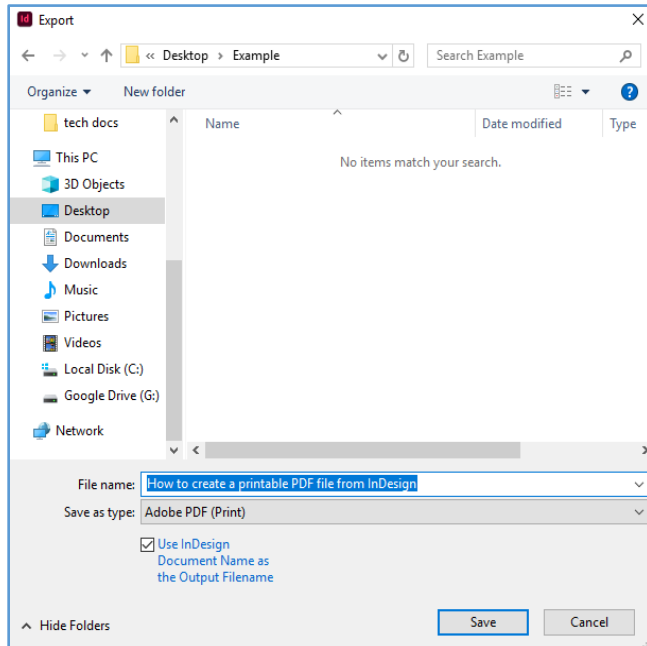 Id Export
« Desktop › Example
Search Example
Organize
New folder
?
tech docs
Name
Date modified
Type
No items match your search.
This PC
3D Objects
Desktop
Documents
Downloads
Music
Pictures
Videos
Local Disk (C:)
Google Drive (G:)
Network
File name: How to create a printable PDF file from InDesign
Save as type: Adobe PDF (Print)
Use InDesign
Document Name as
the Output Filename
Hide Folders
Save
Cancel